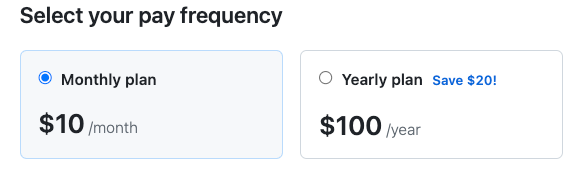 Select your pay frequency
Monthly plan
$10 /month
Yearly plan Save $20!
$100 /year